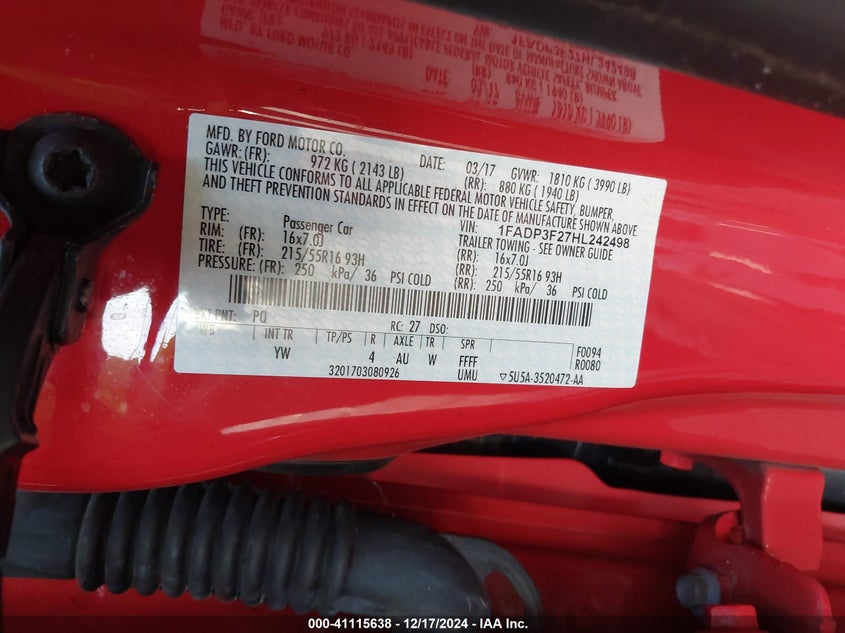 MFD. BY FORD MOTOR CO.
DATE: 03/17 GVWR: 1810 KG ( 3990 LB)
GAWR: (FR): 972 KG ( 2143 LB) (RR): 880 KG ( 1940 LB)
THIS VEHICLE CONFORMS TO ALL APPLICABLE FEDERAL MOTOR VEHICLE SAFETY, BUMPER,
AND THEFT PREVENTION STANDARDS IN EFFECT ON THE DATE OF MANUFACTURE SHOWN ABOVE.
VIN: 1FADP3F27HL242498
TYPE: Passenger Car TRAILER TOWING - SEE OWNER GUIDE
RIM: (FR): 16x7.0J (RR): 16x7.0J
TIRE: (FR): 215/55R16 93H (RR): 215/55R16 93H
PRESSURE: (FR): 250 kPa/ 36 PSI COLD (RR): 250 kPa/ 36 PSI COLD
EXT PNT: PQ RC: 27 DSO:
WB INT TR TP/PS R AXLE TR SPR
YW 4 AU W FFFF
F0094
R0080
3201703080926 UMU ▽5U5A-3520472-AA
000-41115638 - 12/17/2024 - IAA Inc.